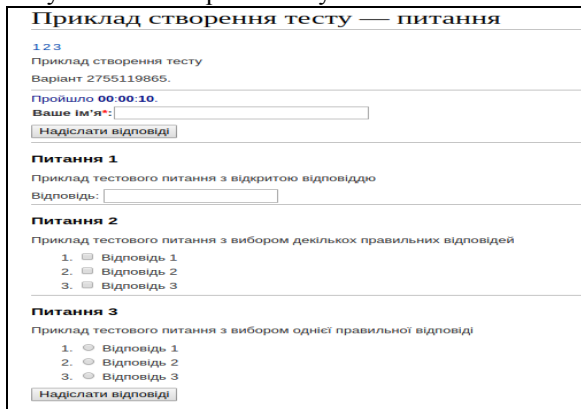 Приклад створення тесту — питання
1 2 3
Приклад створення тесту
Варіант 2755119865.
Пройшло 00:00:10.
Ваше ім'я*:
Надіслати відповіді
Питання 1
Приклад тестового питання з відкритою відповіддю
Відповідь:
Питання 2
Приклад тестового питання з вибором декількох правильних відповідей
1. Відповідь 1
2. Відповідь 2
3. Відповідь 3
Питання 3
Приклад тестового питання з вибором однієї правильної відповіді
1. Відповідь 1
2. Відповідь 2
3. Відповідь 3
Надіслати відповіді